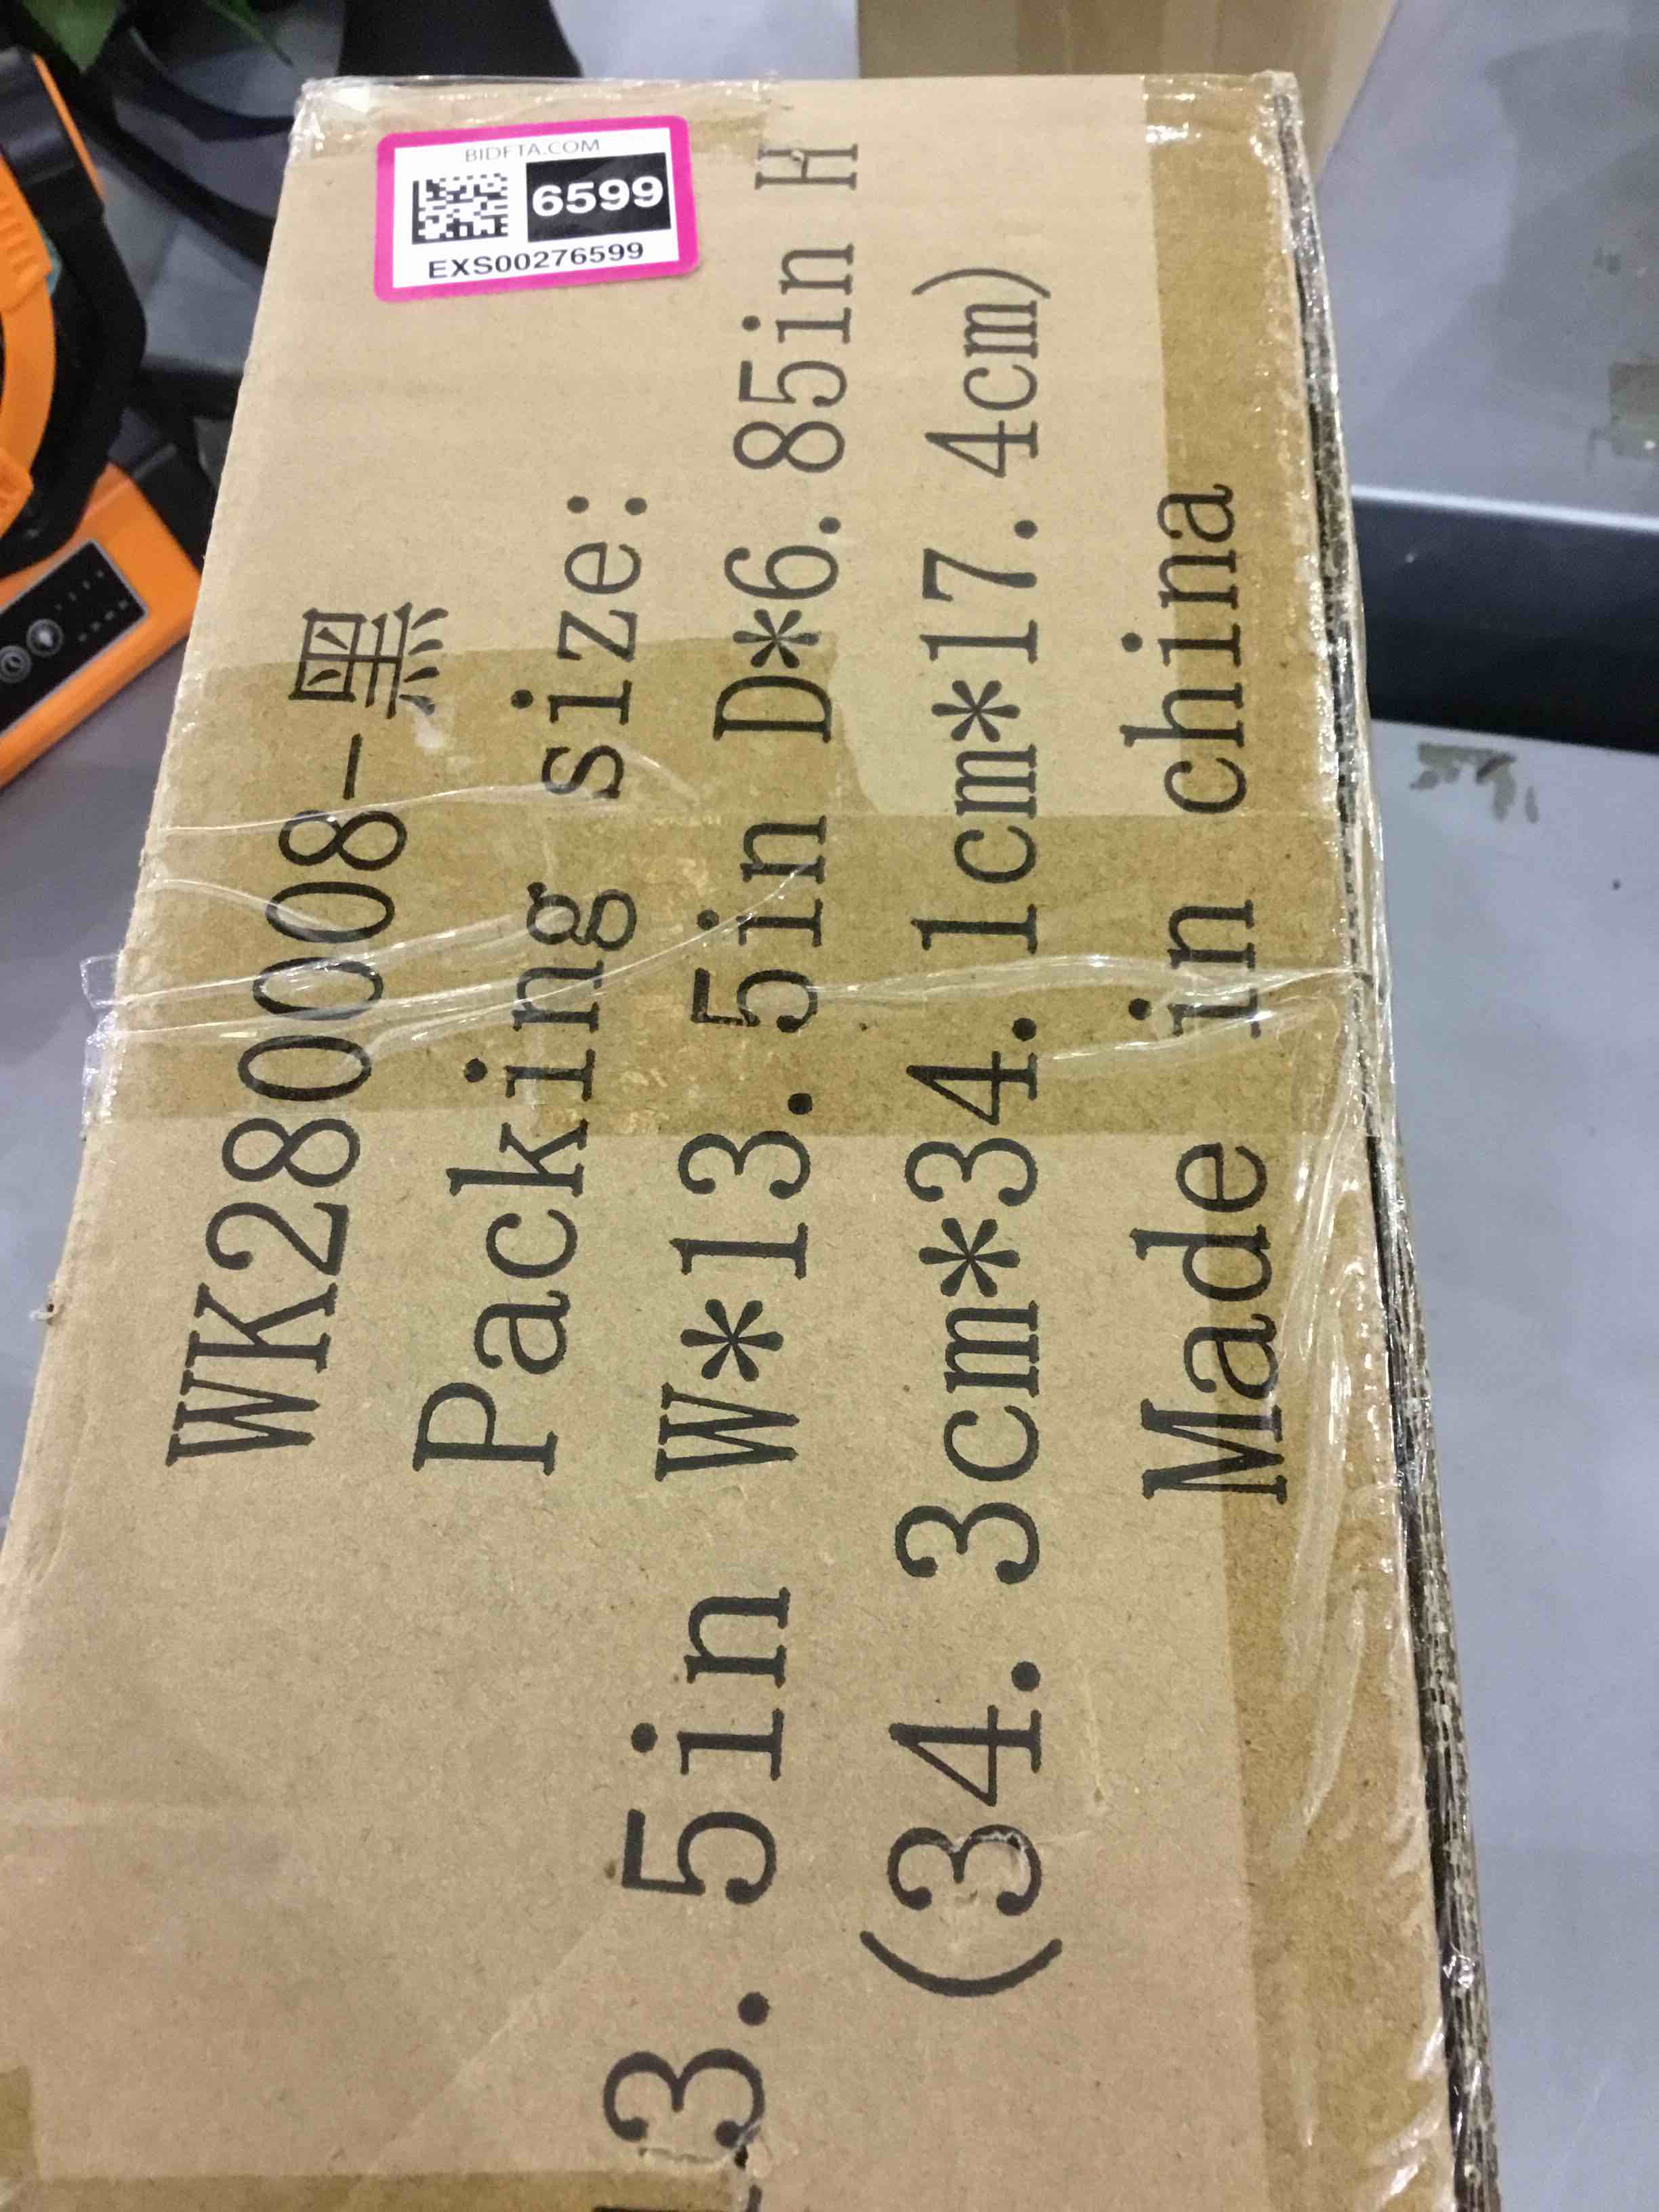 BIDFTA.COM
6599
EXS00276599
WK280008-黑
Packing size:
13.5in W*13.5in D*6.85in H
(34.3cm*34.1cm*17.4cm)
Made in china